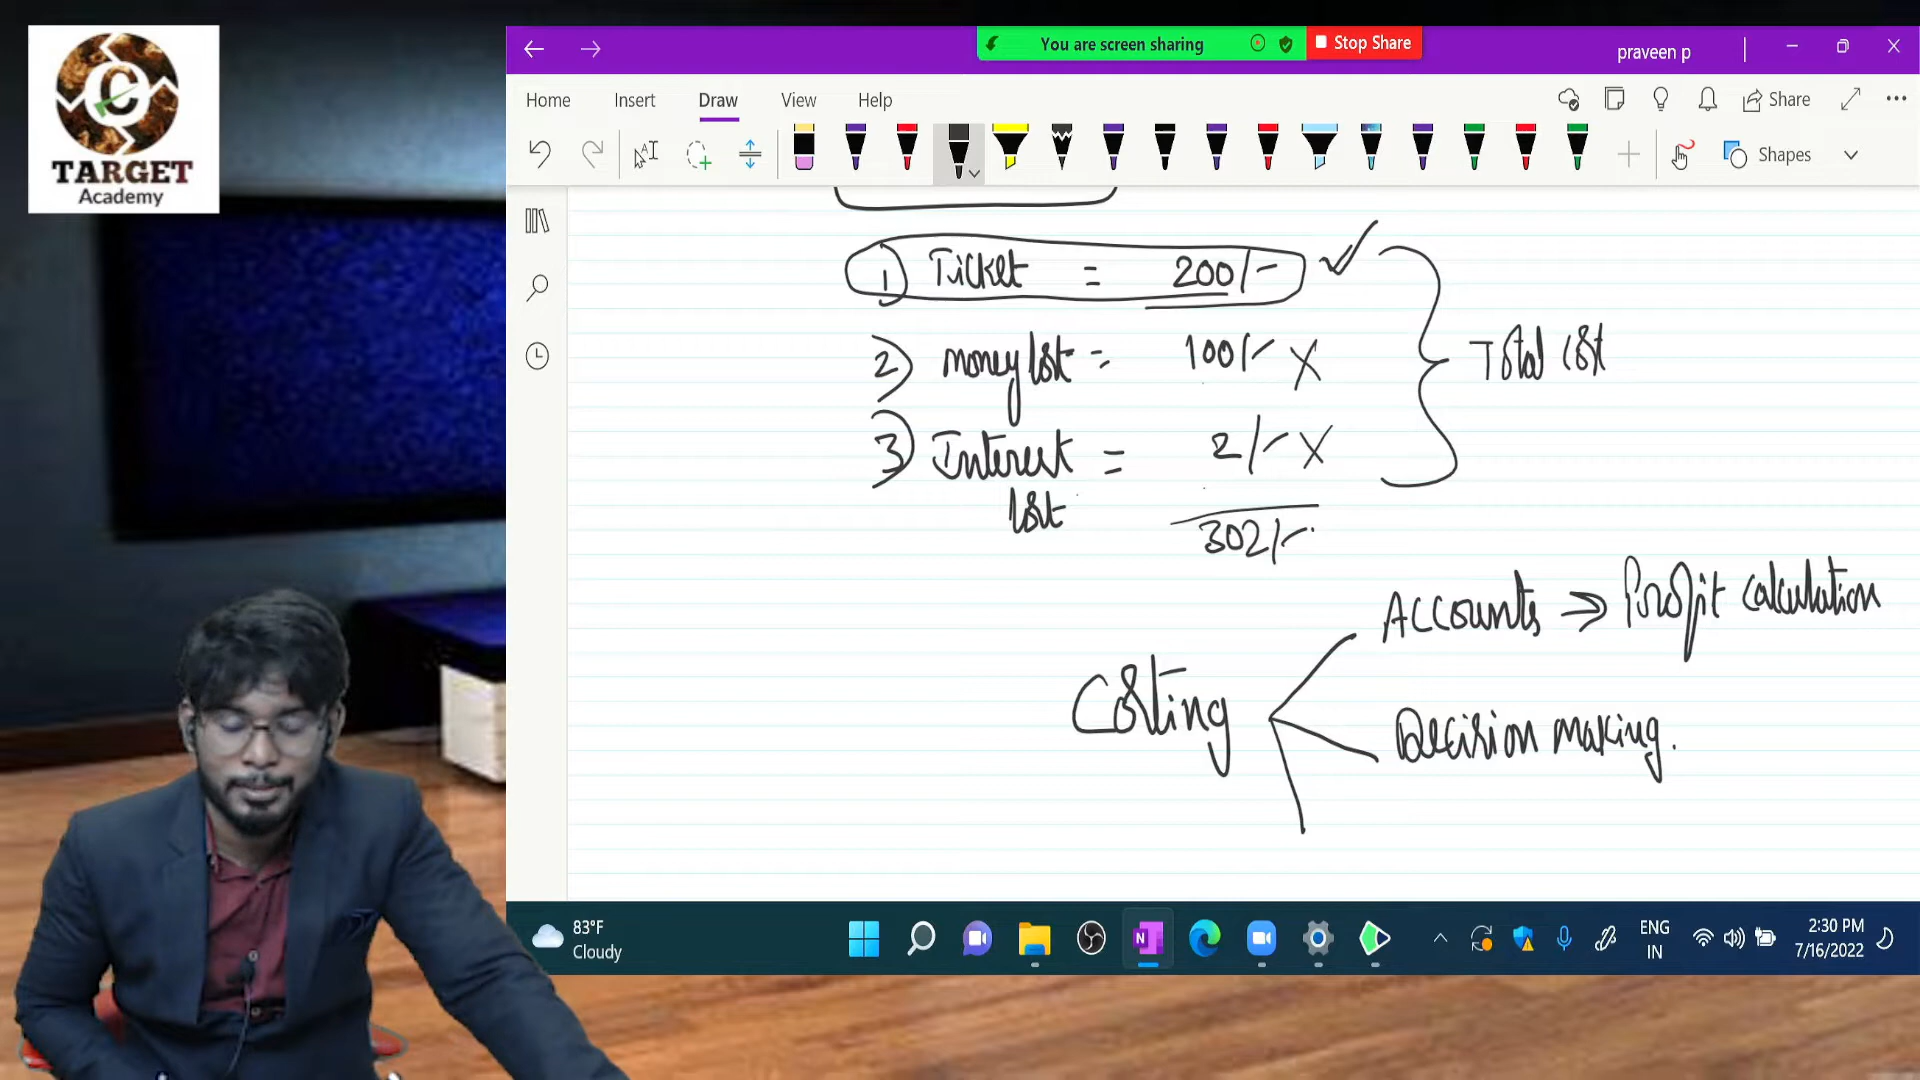 TARGET
Academy
You are screen sharing
Stop Share
praveen p
Home Insert Draw View Help
Share
Shapes
1) Ticket = 200/-
2) money lost = 100/- X
3) Interest lost = 2/- X
302/-
Total cost
Costing
Accounts ⇒ Profit calculation
Decision making.
83°F
Cloudy
ENG
IN
2:30 PM
7/16/2022